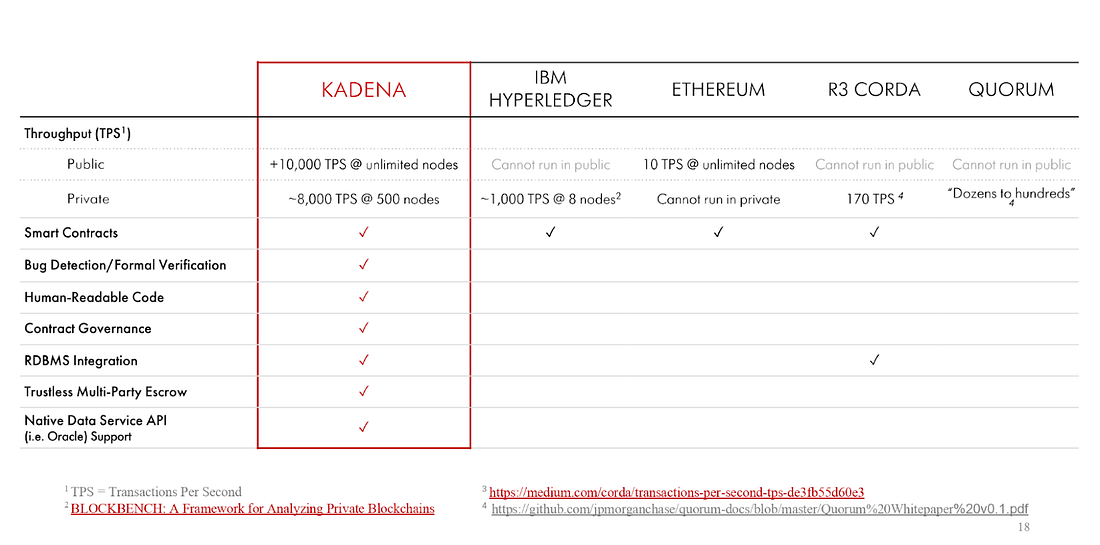 KADENA IBM HYPERLEDGER ETHEREUM R3 CORDA QUORUM
Throughput (TPS¹)
Public +10,000 TPS @ unlimited nodes Cannot run in public 10 TPS @ unlimited nodes Cannot run in public Cannot run in public
Private ~8,000 TPS @ 500 nodes ~1,000 TPS @ 8 nodes² Cannot run in private 170 TPS ⁴ "Dozens to hundreds" ⁴
Smart Contracts ✓ ✓ ✓ ✓
Bug Detection/Formal Verification ✓
Human-Readable Code ✓
Contract Governance ✓
RDBMS Integration ✓ ✓
Trustless Multi-Party Escrow ✓
Native Data Service API ✓
(i.e. Oracle) Support
¹ TPS = Transactions Per Second
² BLOCKBENCH: A Framework for Analyzing Private Blockchains
³ https://medium.com/corda/transactions-per-second-tps-de3fb55d60e3
⁴ https://github.com/jpmorganchase/quorum-docs/blob/master/Quorum%20Whitepaper%20v0.1.pdf
18